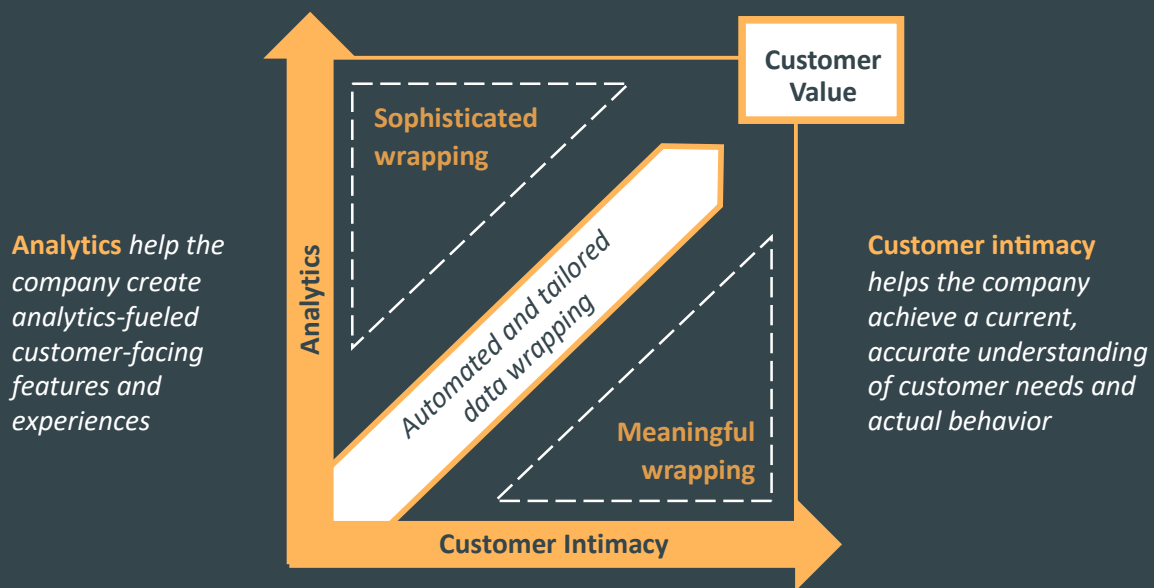 Customer
Value
Sophisticated
wrapping
Analytics help the
company create
analytics-fueled
customer-facing
features and
experiences
Analytics
Automated and tailored
data wrapping
Customer intimacy
helps the company
achieve a current,
accurate understanding
of customer needs and
actual behavior
Meaningful
wrapping
Customer Intimacy